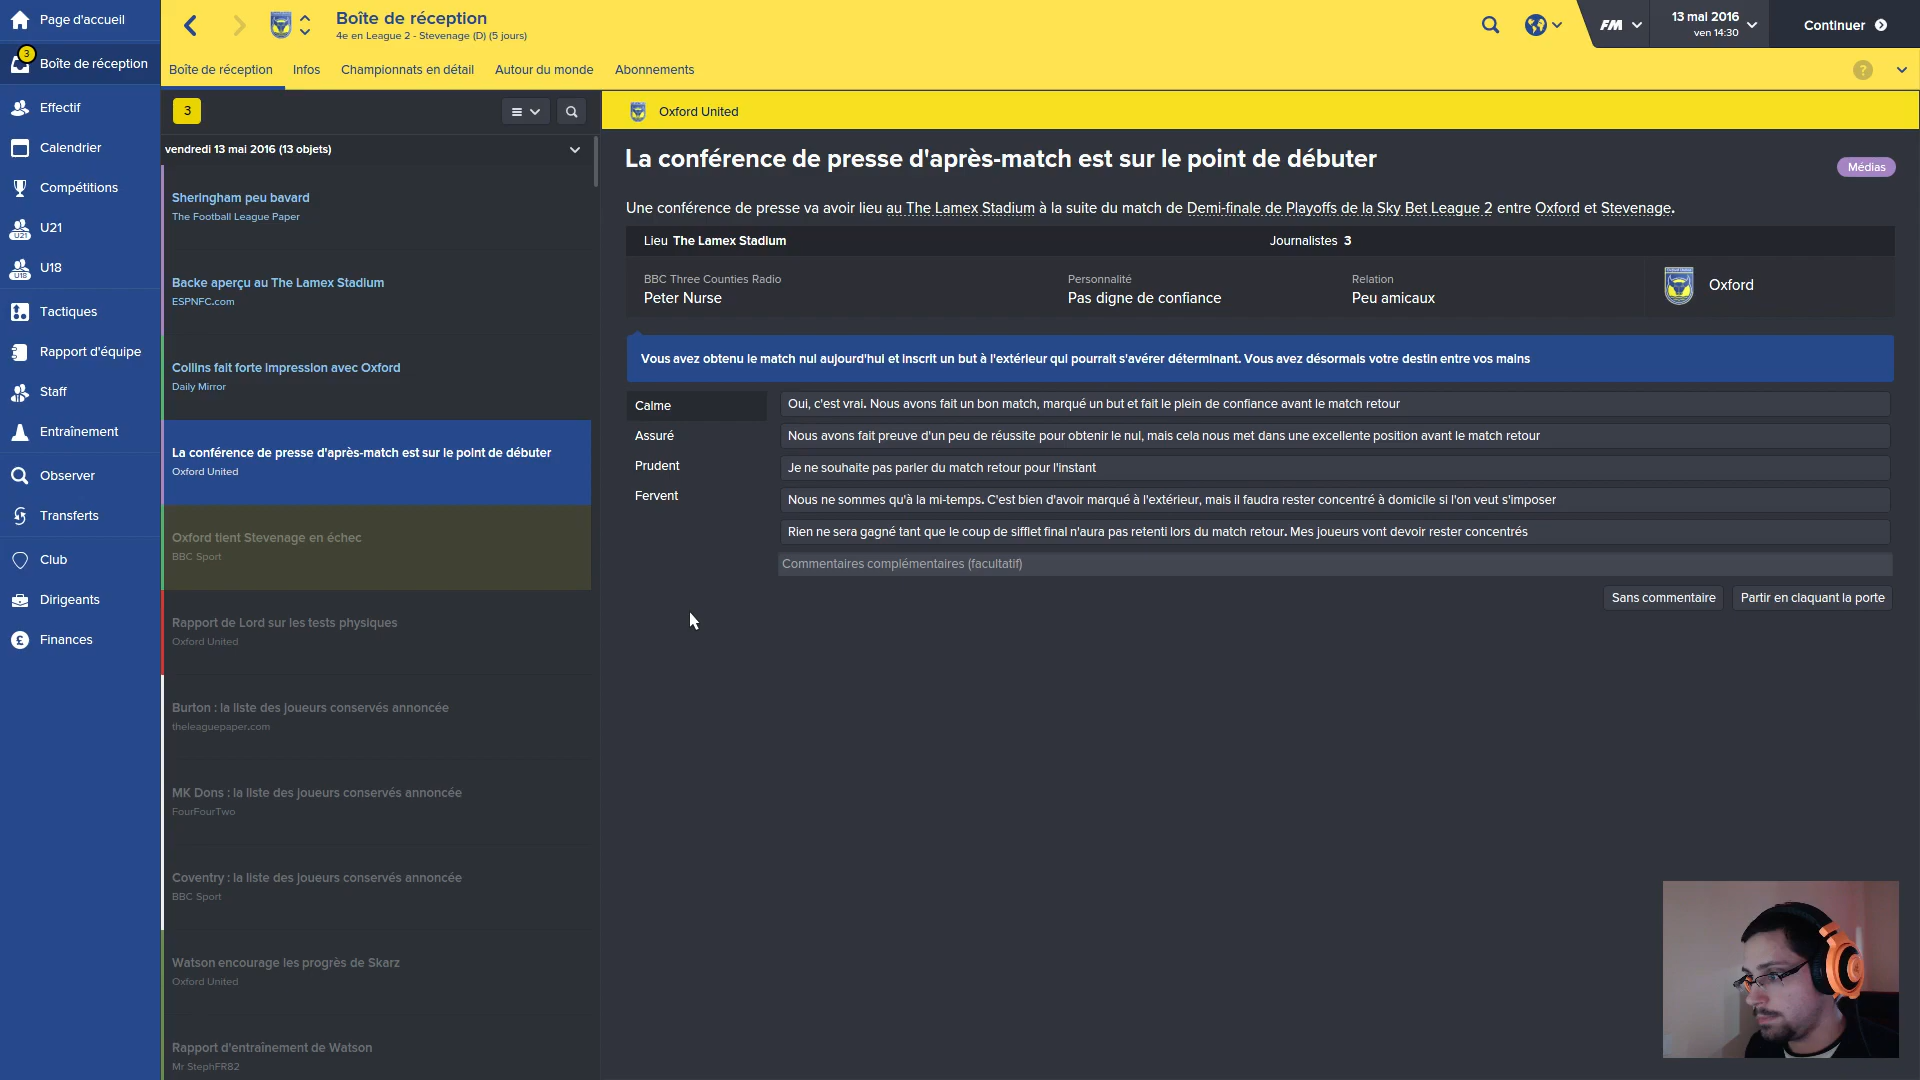 Page d'accueil
3
Boîte de réception
Effectif
Calendrier
Compétitions
U21
U21
U18
U18
Tactiques
Rapport d'équipe
Staff
Entraînement
Observer
Transferts
Club
Dirigeants
Finances
Boîte de réception
4e en League 2 - Stevenage (D) (5 jours)
FM
13 mai 2016
ven 14:30
Continuer
Boîte de réception
Infos
Championnats en détail
Autour du monde
Abonnements
?
3
vendredi 13 mai 2016 (13 objets)
Sheringham peu bavard
The Football League Paper
Backe aperçu au The Lamex Stadium
ESPNFC.com
Collins fait forte impression avec Oxford
Daily Mirror
La conférence de presse d'après-match est sur le point de débuter
Oxford United
Oxford tient Stevenage en échec
BBC Sport
Rapport de Lord sur les tests physiques
Oxford United
Burton : la liste des joueurs conservés annoncée
theleaguepaper.com
MK Dons : la liste des joueurs conservés annoncée
FourFourTwo
Coventry : la liste des joueurs conservés annoncée
BBC Sport
Watson encourage les progrès de Skarz
Oxford United
Rapport d'entraînement de Watson
Mr StephFR82
Oxford United
La conférence de presse d'après-match est sur le point de débuter
Médias
Une conférence de presse va avoir lieu au The Lamex Stadium à la suite du match de Demi-finale de Playoffs de la Sky Bet League 2 entre Oxford et Stevenage.
Lieu The Lamex Stadium
Journalistes 3
BBC Three Counties Radio
Peter Nurse
Personnalité
Pas digne de confiance
Relation
Peu amicaux
Oxford
Vous avez obtenu le match nul aujourd'hui et inscrit un but à l'extérieur qui pourrait s'avérer déterminant. Vous avez désormais votre destin entre vos mains
Calme
Assuré
Prudent
Fervent
Oui, c'est vrai. Nous avons fait un bon match, marqué un but et fait le plein de confiance avant le match retour
Nous avons fait preuve d'un peu de réussite pour obtenir le nul, mais cela nous met dans une excellente position avant le match retour
Je ne souhaite pas parler du match retour pour l'instant
Nous ne sommes qu'à la mi-temps. C'est bien d'avoir marqué à l'extérieur, mais il faudra rester concentré à domicile si l'on veut s'imposer
Rien ne sera gagné tant que le coup de sifflet final n'aura pas retenti lors du match retour. Mes joueurs vont devoir rester concentrés
Commentaires complémentaires (facultatif)
Sans commentaire
Partir en claquant la porte